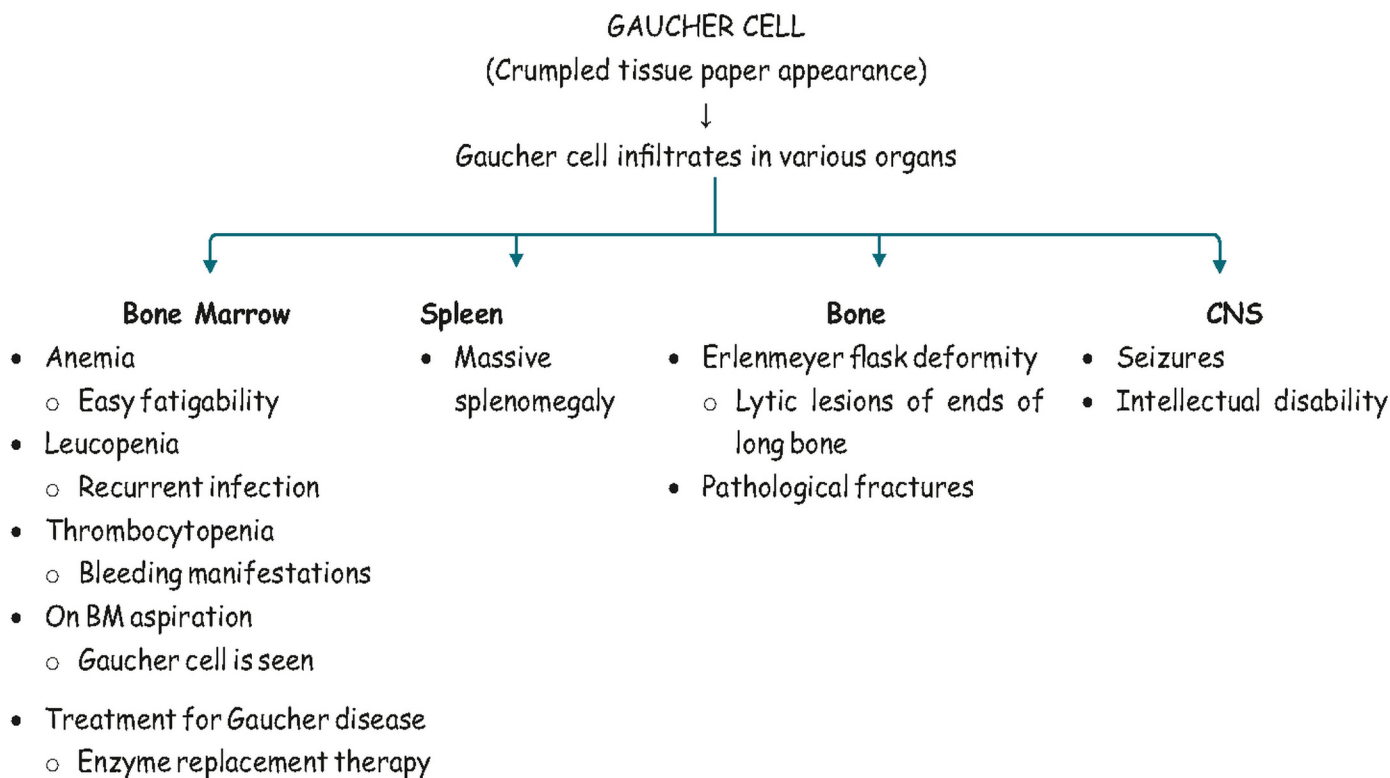 GAUCHER CELL
(Crumpled tissue paper appearance)
↓
Gaucher cell infiltrates in various organs
Bone Marrow
• Anemia
○ Easy fatigability
• Leucopenia
○ Recurrent infection
• Thrombocytopenia
○ Bleeding manifestations
• On BM aspiration
○ Gaucher cell is seen
• Treatment for Gaucher disease
○ Enzyme replacement therapy
Spleen
• Massive
splenomegaly
Bone
• Erlenmeyer flask deformity
○ Lytic lesions of ends of
long bone
• Pathological fractures
CNS
• Seizures
• Intellectual disability